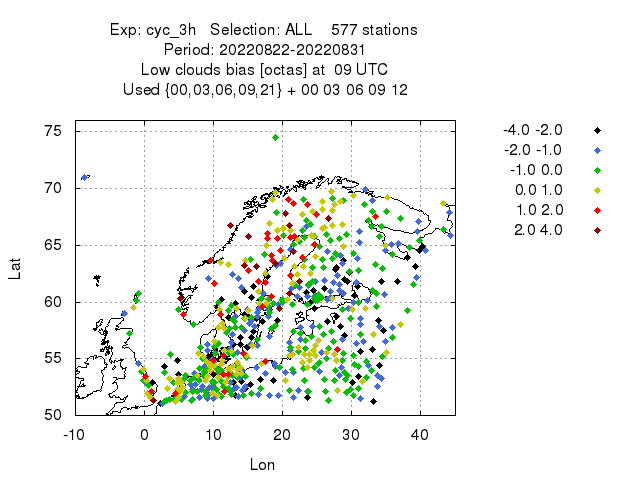 Exp: cyc_3h   Selection: ALL    577 stations
Period: 20220822-20220831
Low clouds bias [octas] at  09 UTC
Used {00,03,06,09,21} + 00 03 06 09 12
-4.0 -2.0
-2.0 -1.0
-1.0 0.0
0.0 1.0
1.0 2.0
2.0 4.0
75
70
65
60
55
50
Lat
-10 0 10 20 30 40
Lon